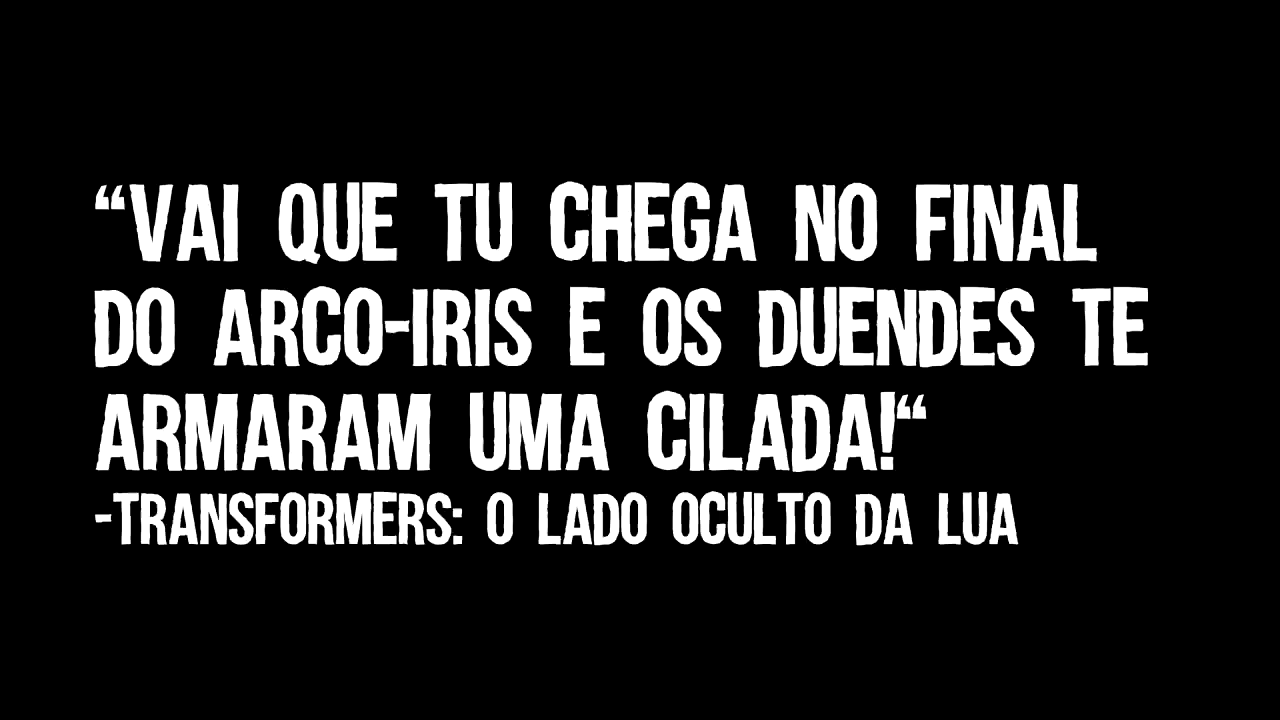 “VAI QUE TU CHEGA NO FINAL
DO ARCO-IRIS E OS DUENDES TE
ARMARAM UMA CILADA!“
-TRANSFORMERS: O LADO OCULTO DA LUA